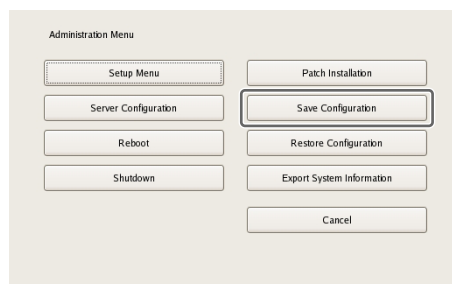 Administration Menu
Setup Menu
Patch Installation
Server Configuration
Save Configuration
Reboot
Restore Configuration
Shutdown
Export System Information
Cancel